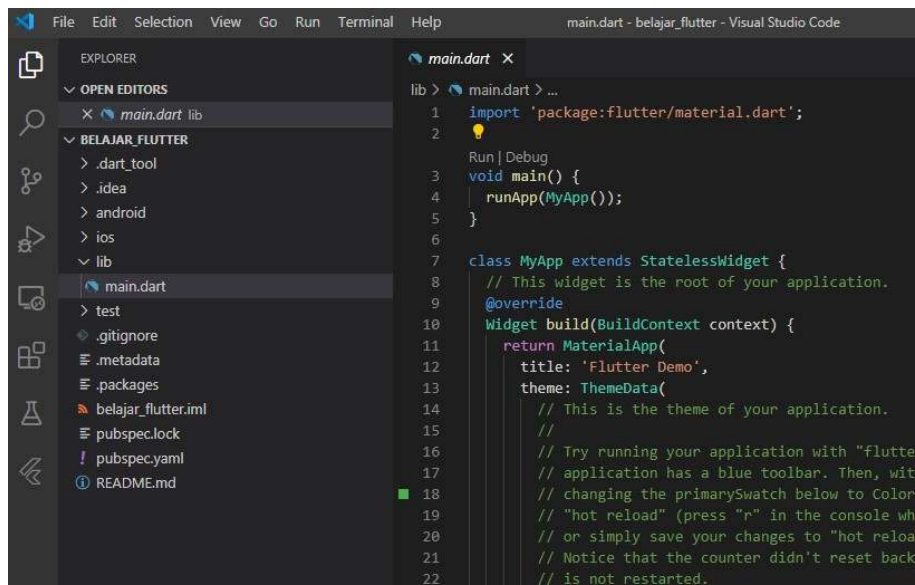 File Edit Selection View Go Run Terminal Help main.dart - belajar_flutter - Visual Studio Code
EXPLORER
OPEN EDITORS
main.dart lib
BELAJAR_FLUTTER
.dart_tool
.idea
android
ios
lib
main.dart
test
.gitignore
.metadata
.packages
belajar_flutter.iml
pubspec.lock
pubspec.yaml
README.md
main.dart
lib > main.dart > ...
1 import 'package:flutter/material.dart';
2
Run | Debug
3 void main() {
4 runApp(MyApp());
5 }
6
7 class MyApp extends StatelessWidget {
8 // This widget is the root of your application.
9 @override
10 Widget build(BuildContext context) {
11 return MaterialApp(
12 title: 'Flutter Demo',
13 theme: ThemeData(
14 // This is the theme of your application.
15 //
16 // Try running your application with "flutte
17 // application has a blue toolbar. Then, wit
18 // changing the primarySwatch below to Color
19 // "hot reload" (press "r" in the console wh
20 // or simply save your changes to "hot reloa
21 // Notice that the counter didn't reset back
22 // is not restarted.